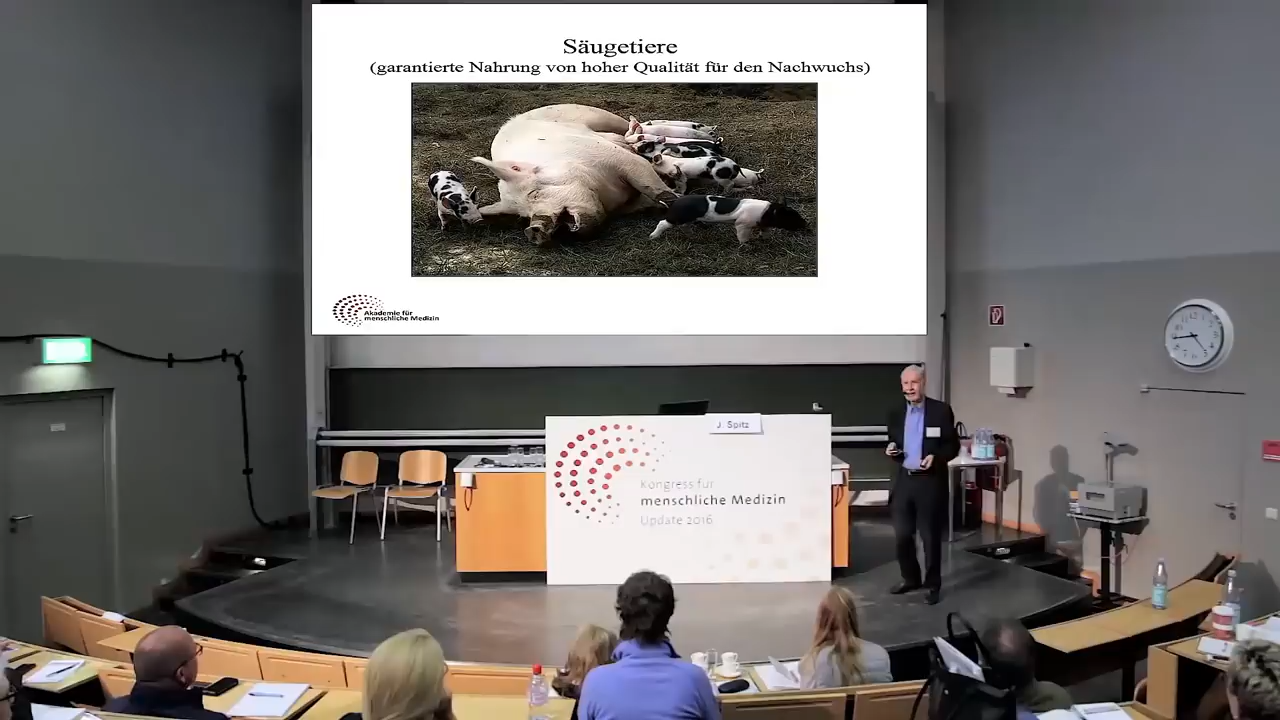 Säugetiere
(garantierte Nahrung von hoher Qualität für den Nachwuchs)
Akademie für
menschliche Medizin
J. Spitz
Kongress für
menschliche Medizin
Update 2016